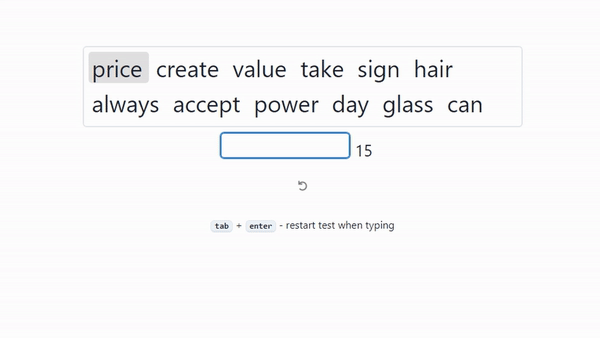 price create value take sign hair
always accept power day glass can
15
tab + enter - restart test when typing